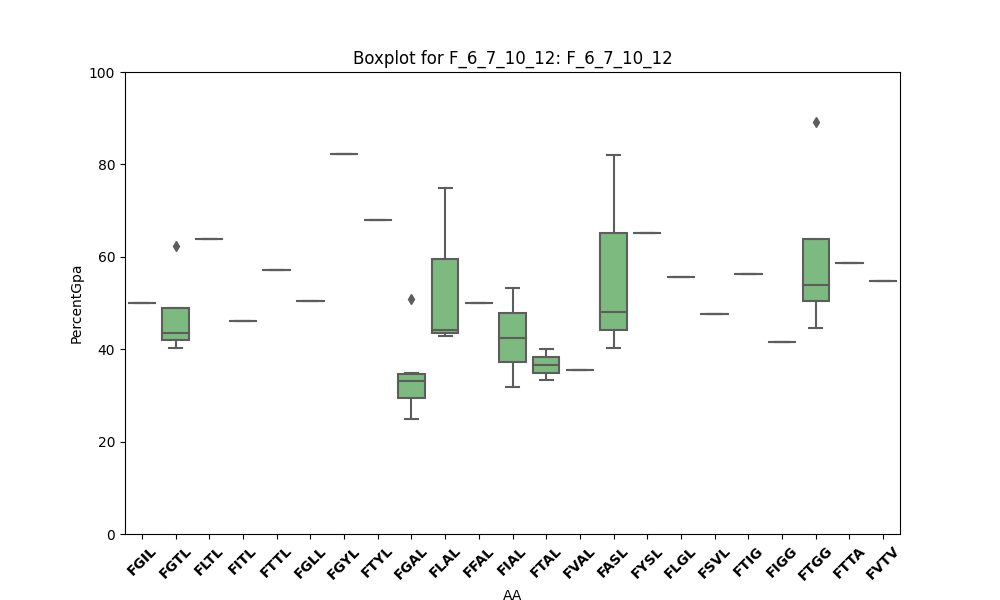 Boxplot for F_6_7_10_12: F_6_7_10_12
100
80
60
40
20
0
PercentGpa
FGIL FGTL FLTL FITL FTTL FGLL FGYL FTYL FGAL FLAL FFAL FIAL FTAL FVAL FASL FYSL FLGL FSVL FTIG FIGG FTGG FTTA FVTV
AA